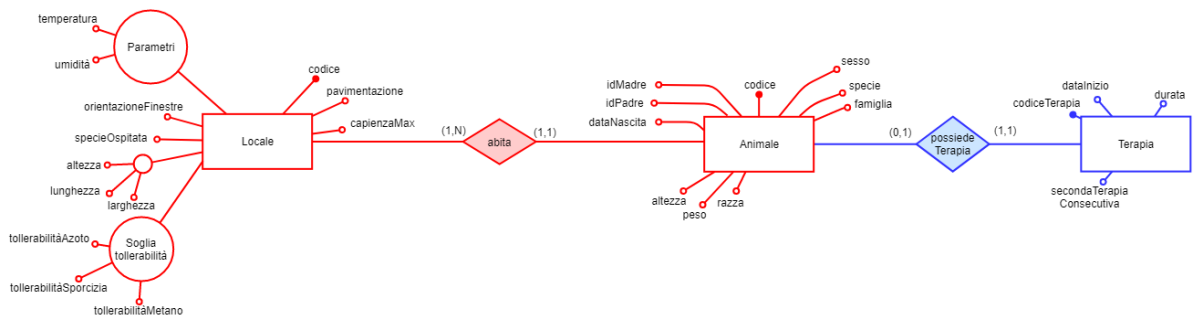 temperatura
Parametri
umidità
codice
pavimentazione
orientazioneFinestre
capienzaMax
specieOspitata
Locale
altezza
lunghezza
larghezza
Soglia
tollerabilità
tollerabilitàAzoto
tollerabilitàSporcizia
tollerabilitàMetano
(1,N)
abita
(1,1)
idMadre
idPadre
dataNascita
codice
sesso
specie
famiglia
Animale
altezza
peso
razza
(0,1)
possiede
Terapia
(1,1)
dataInizio
durata
codiceTerapia
Terapia
secondaTerapia
Consecutiva